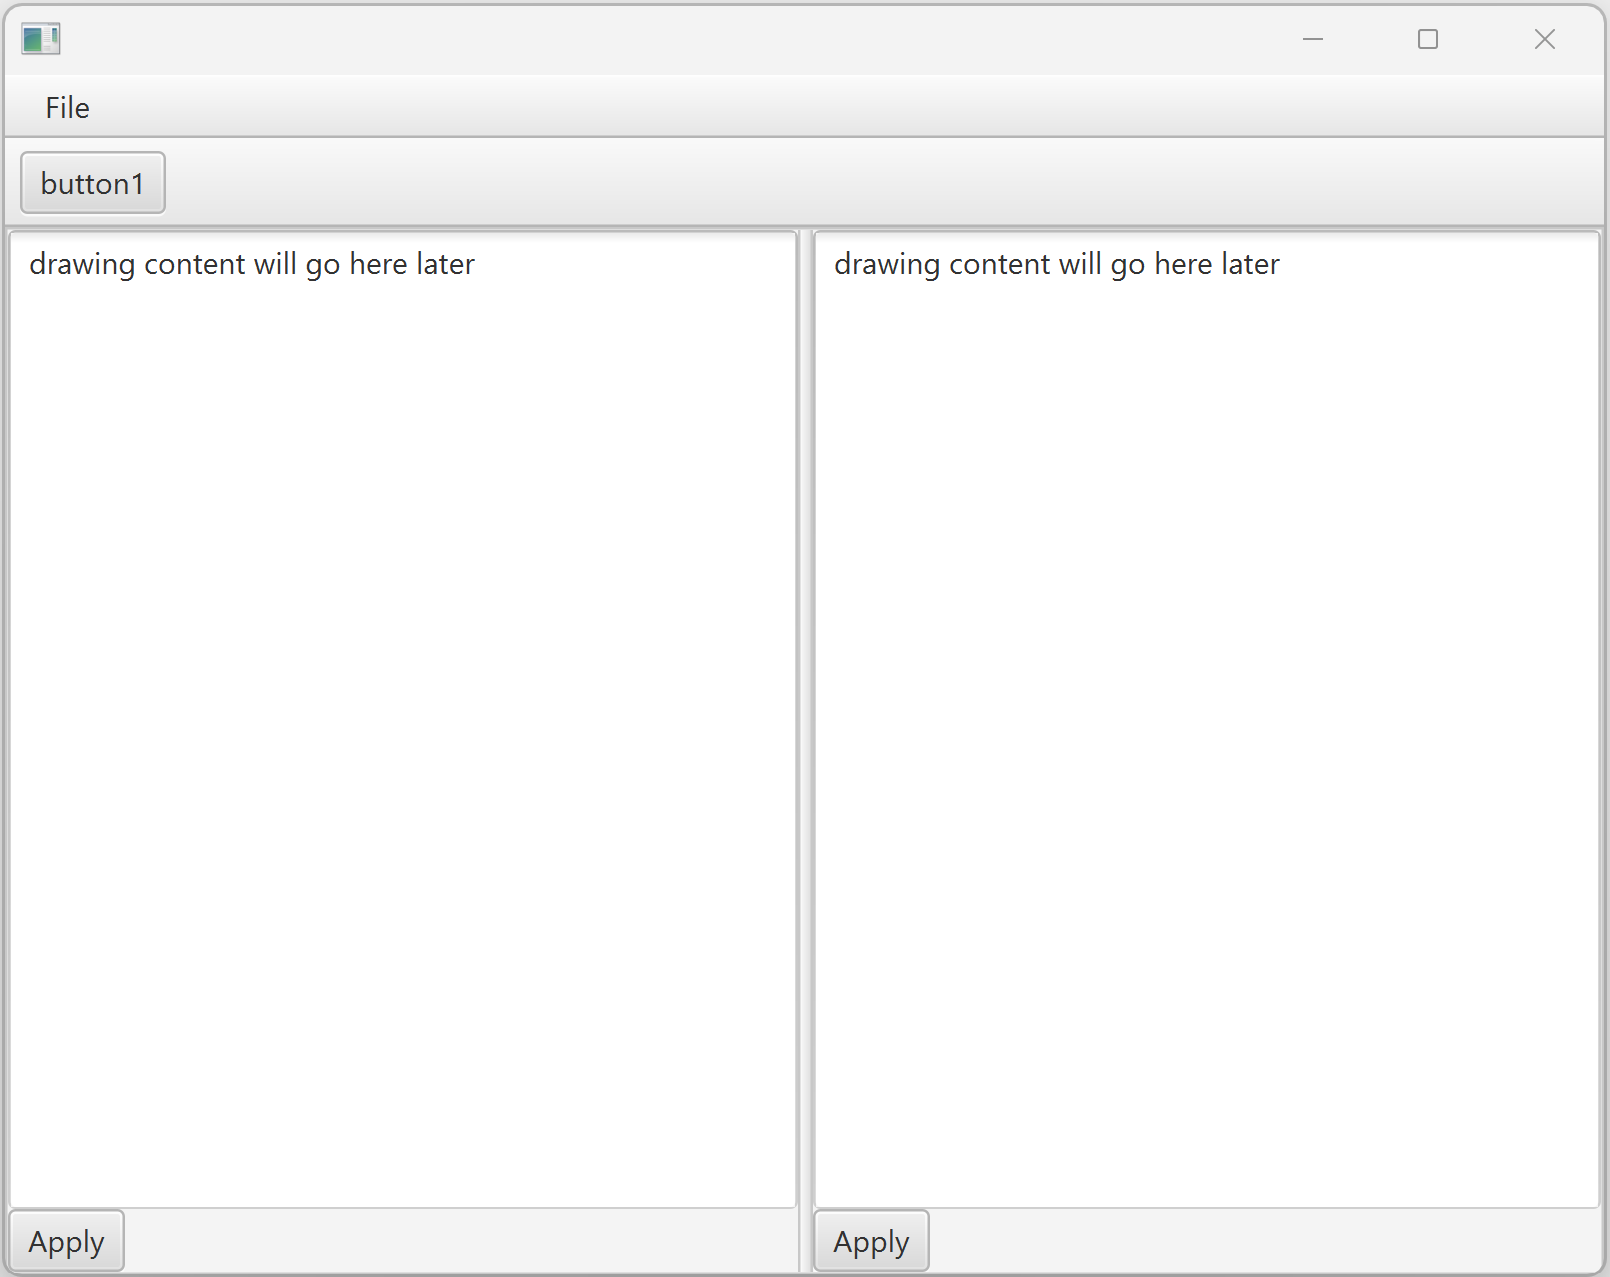 File
button1
drawing content will go here later
drawing content will go here later
Apply
Apply